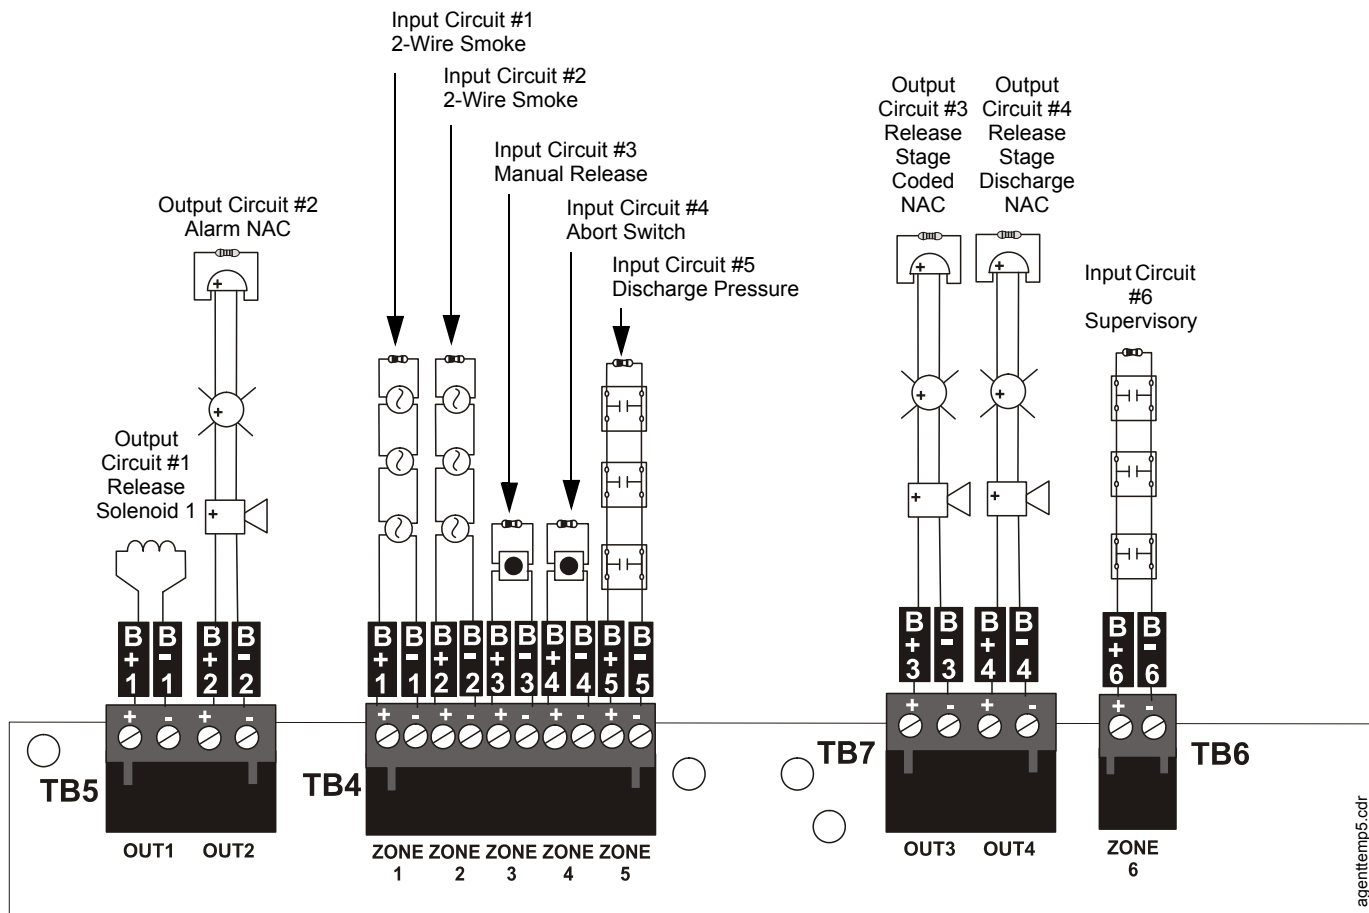 Input Circuit #1
2-Wire Smoke
Input Circuit #2
2-Wire Smoke
Input Circuit #3
Manual Release
Input Circuit #4
Abort Switch
Input Circuit #5
Discharge Pressure
Output Circuit #2
Alarm NAC
Output
Circuit #1
Release
Solenoid 1
Output
Circuit #3
Release
Stage
Coded
NAC
Output
Circuit #4
Release
Stage
Discharge
NAC
Input Circuit
#6
Supervisory
B+1
B-1
B+2
B-2
B+1
B-1
B+2
B-2
B+3
B-3
B+4
B-4
B+5
B-5
B+3
B-3
B+4
B-4
B+6
B-6
+ - + -
+ - + - + - + - + -
+ - + -
+ -
TB5
TB4
TB7
TB6
OUT1
OUT2
ZONE
1
ZONE
2
ZONE
3
ZONE
4
ZONE
5
OUT3
OUT4
ZONE
6
agenttemp5.cdr